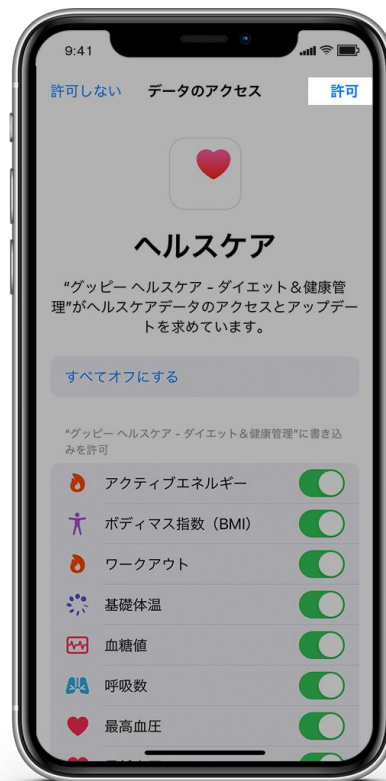 9:41
許可しない データのアクセス 許可
ヘルスケア
"グッピー ヘルスケア - ダイエット＆健康管
理"がヘルスケアデータのアクセスとアップデー
トを求めています。
すべてオフにする
"グッピー ヘルスケア - ダイエット＆健康管理"に書き込
みを許可
アクティブエネルギー
ボディマス指数（BMI）
ワークアウト
基礎体温
血糖値
呼吸数
最高血圧